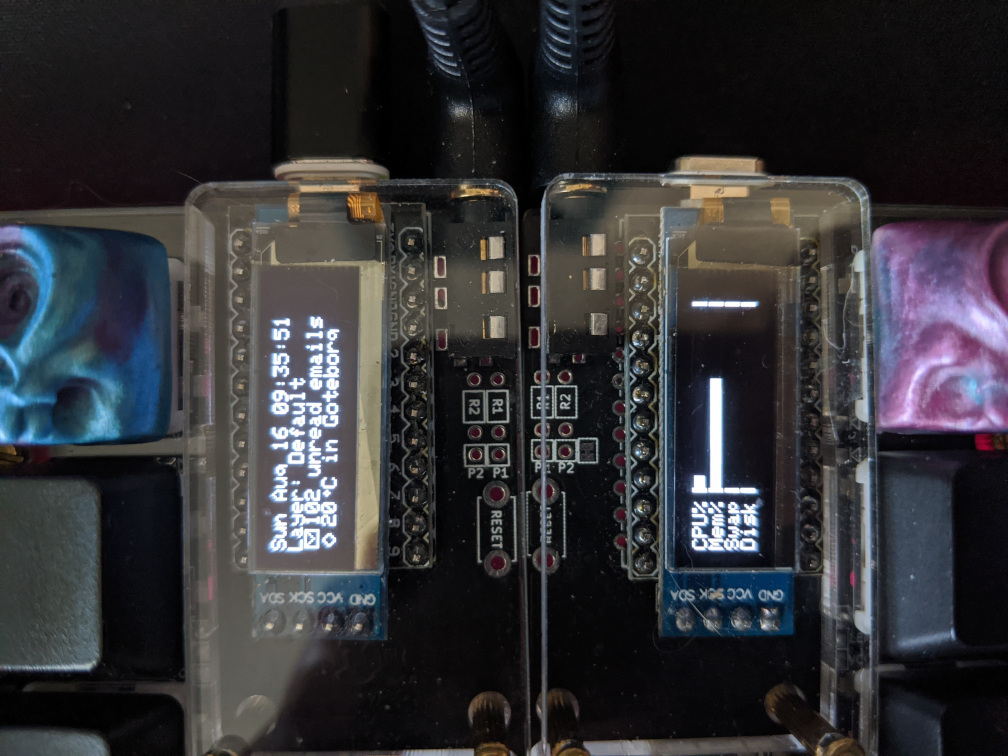 Sun Aug 16 09:35:51
Layer: Default
102 unread emails
20°C in Goteborg
CPU%
Mem%
Swap
Disk
R2
R1
P2
P1
RESET
R1
R2
P1
P2
RESET
SDA
SCK
VCC
GND
SDA
SCK
VCC
GND